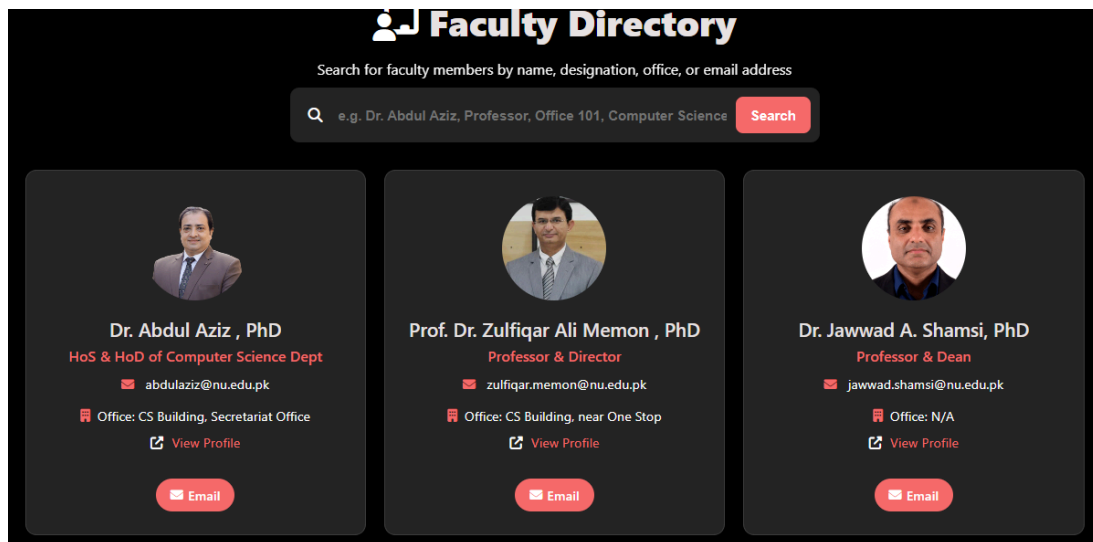 Faculty Directory
Search for faculty members by name, designation, office, or email address
e.g. Dr. Abdul Aziz, Professor, Office 101, Computer Science
Search
Dr. Abdul Aziz , PhD
HoS & HoD of Computer Science Dept
abdulaziz@nu.edu.pk
Office: CS Building, Secretariat Office
View Profile
Email
Prof. Dr. Zulfiqar Ali Memon , PhD
Professor & Director
zulfiqar.memon@nu.edu.pk
Office: CS Building, near One Stop
View Profile
Email
Dr. Jawwad A. Shamsi, PhD
Professor & Dean
jawwad.shamsi@nu.edu.pk
Office: N/A
View Profile
Email